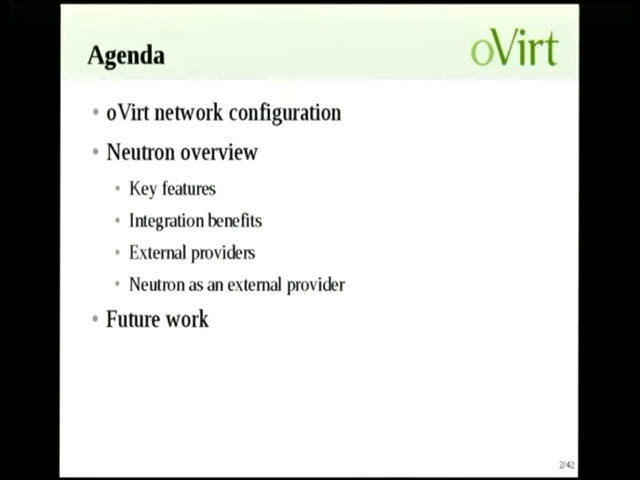 Agenda
oVirt
oVirt network configuration
Neutron overview
Key features
Integration benefits
External providers
Neutron as an external provider
Future work
2/42